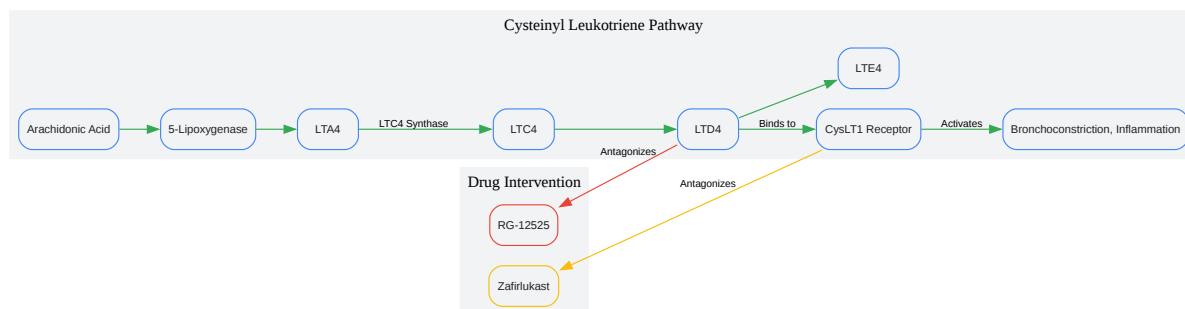 Cysteinyl Leukotriene Pathway
LTE4
Arachidonic Acid
5-Lipoxygenase
LTA4
LTC4 Synthase
LTC4
LTD4
Binds to
CysLT1 Receptor
Activates
Bronchoconstriction, Inflammation
Antagonizes
Antagonizes
Drug Intervention
RG-12525
Zafirlukast